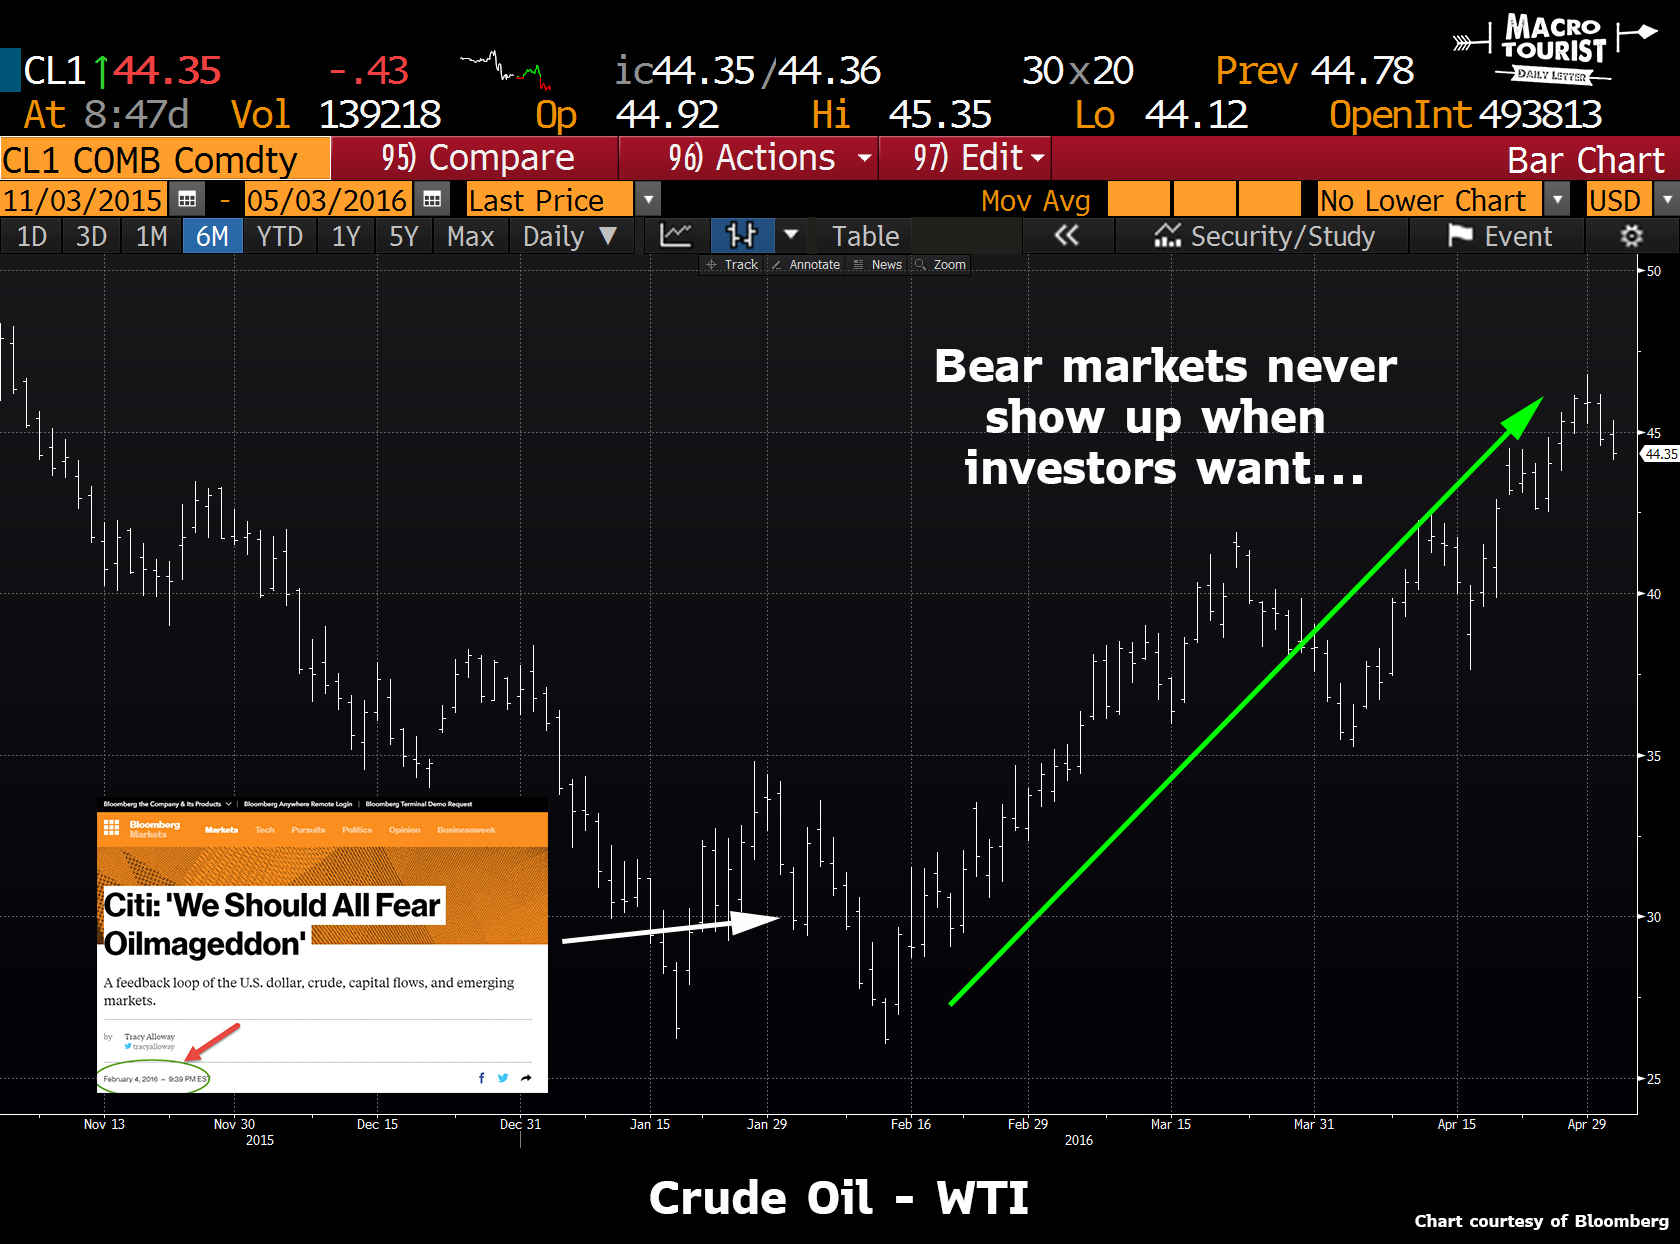 MACRO
TOURIST
DAILY LETTER
CL1 ↑44.35 -.43 ic44.35/44.36 30x20 Prev 44.78
At 8:47d Vol 139218 Op 44.92 Hi 45.35 Lo 44.12 OpenInt 493813
CL1 COMB Comdty 95) Compare 96) Actions 97) Edit Bar Chart
11/03/2015 - 05/03/2016 Last Price Mov Avg No Lower Chart USD
1D 3D 1M 6M YTD 1Y 5Y Max Daily ▼ Table « Security/Study Event
Track Annotate News Zoom
50
Bear markets never
show up when
investors want...
45
44.35
40
35
30
25
Bloomberg the Company & Its Products | Bloomberg Anywhere Remote Login | Bloomberg Terminal Demo Request
Bloomberg
Markets
Markets Tech Pursuits Politics Opinion Businessweek
Citi: 'We Should All Fear
Oilmageddon'
A feedback loop of the U.S. dollar, crude, capital flows, and emerging
markets.
by Tracy Alloway
tracyalloway
February 4, 2016 – 9:39 PM EST
Nov 13 Nov 30 Dec 15 Dec 31 Jan 15 Jan 29 Feb 16 Feb 29 Mar 15 Mar 31 Apr 15 Apr 29
2015 2016
Crude Oil - WTI
Chart courtesy of Bloomberg